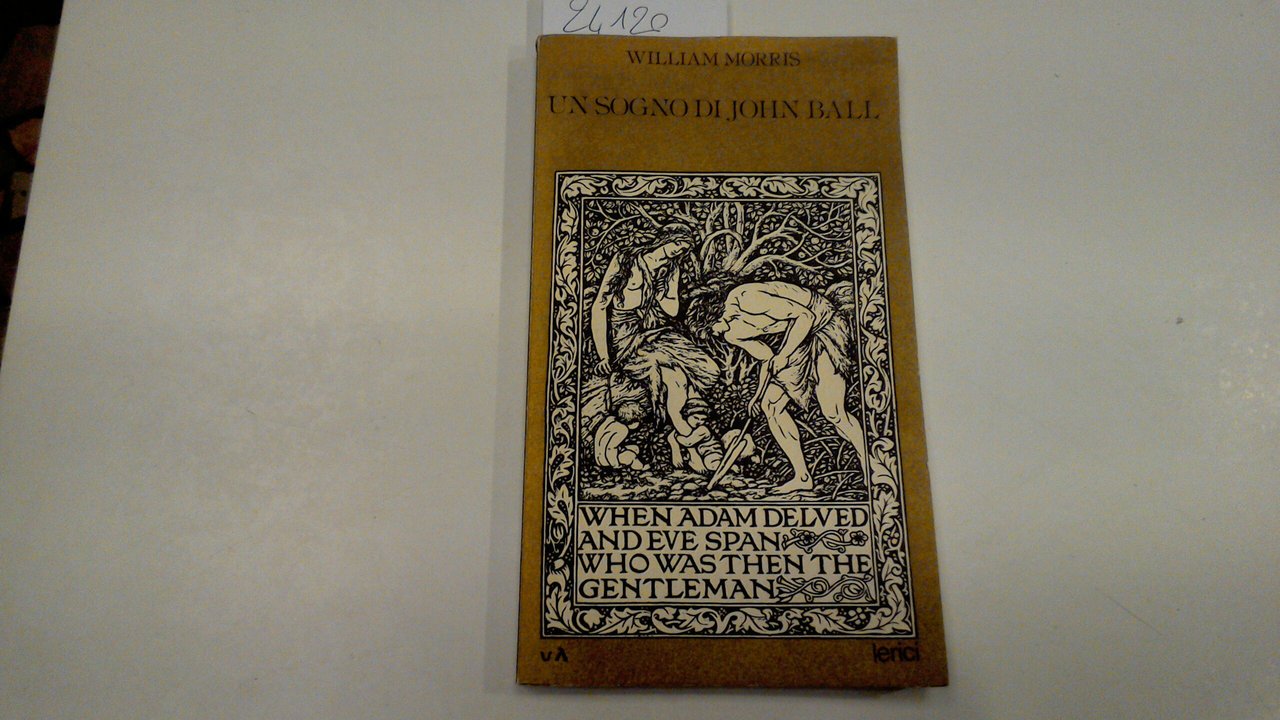 24120
WILLIAM MORRIS
UN SOGNO DI JOHN BALL
WHEN ADAM DELVED
AND EVE SPAN
WHO WAS THEN THE
GENTLEMAN
lerici